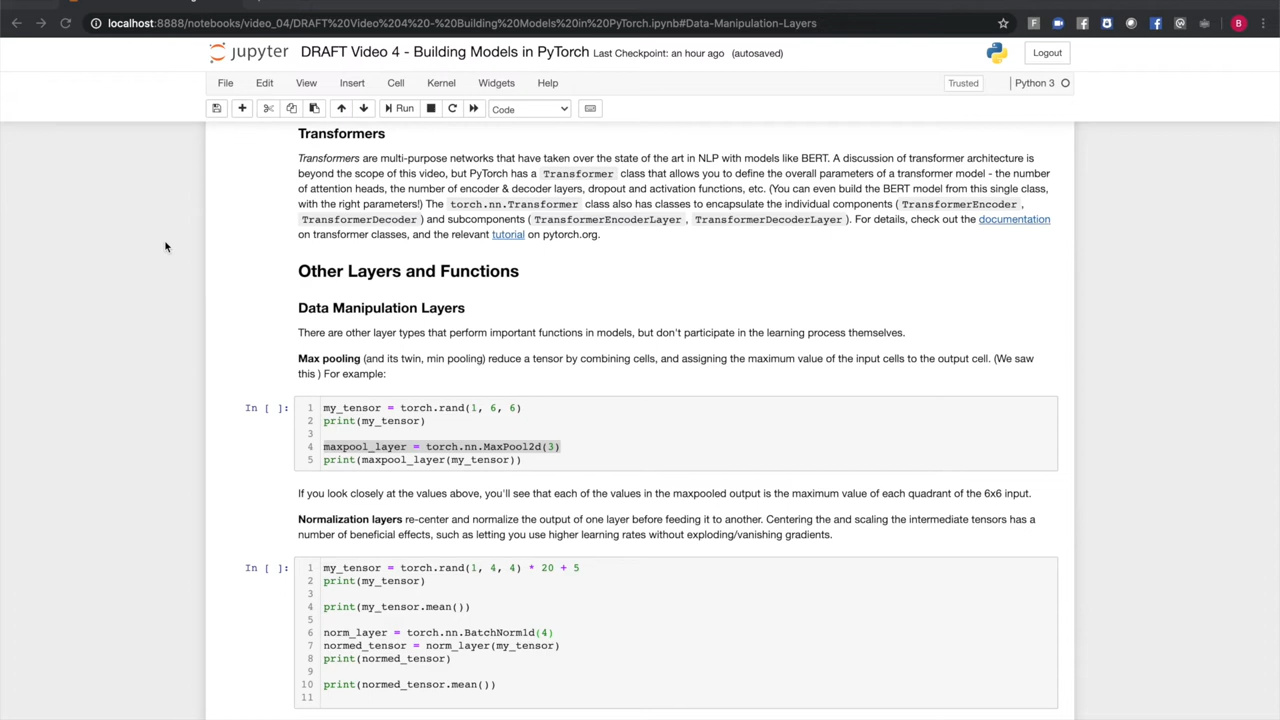 localhost:8888/notebooks/video_04/DRAFT%20Video%204%20-%20Building%20Models%20in%20PyTorch.ipynb#Data-Manipulation-Layers
B
jupyter DRAFT Video 4 - Building Models in PyTorch Last Checkpoint: an hour ago (autosaved)
Logout
File Edit View Insert Cell Kernel Widgets Help
Trusted Python 3
Run Code
Transformers
Transformers are multi-purpose networks that have taken over the state of the art in NLP with models like BERT. A discussion of transformer architecture is
beyond the scope of this video, but PyTorch has a Transformer class that allows you to define the overall parameters of a transformer model - the number
of attention heads, the number of encoder & decoder layers, dropout and activation functions, etc. (You can even build the BERT model from this single class,
with the right parameters!) The torch.nn.Transformer class also has classes to encapsulate the individual components ( TransformerEncoder ,
TransformerDecoder ) and subcomponents ( TransformerEncoderLayer , TransformerDecoderLayer ). For details, check out the documentation
on transformer classes, and the relevant tutorial on pytorch.org.
Other Layers and Functions
Data Manipulation Layers
There are other layer types that perform important functions in models, but don't participate in the learning process themselves.
Max pooling (and its twin, min pooling) reduce a tensor by combining cells, and assigning the maximum value of the input cells to the output cell. (We saw
this ) For example:
In [ ]: 1 my_tensor = torch.rand(1, 6, 6)
2 print(my_tensor)
3
4 maxpool_layer = torch.nn.MaxPool2d(3)
5 print(maxpool_layer(my_tensor))
If you look closely at the values above, you'll see that each of the values in the maxpooled output is the maximum value of each quadrant of the 6x6 input.
Normalization layers re-center and normalize the output of one layer before feeding it to another. Centering the and scaling the intermediate tensors has a
number of beneficial effects, such as letting you use higher learning rates without exploding/vanishing gradients.
In [ ]: 1 my_tensor = torch.rand(1, 4, 4) * 20 + 5
2 print(my_tensor)
3
4 print(my_tensor.mean())
5
6 norm_layer = torch.nn.BatchNorm1d(4)
7 normed_tensor = norm_layer(my_tensor)
8 print(normed_tensor)
9
10 print(normed_tensor.mean())
11